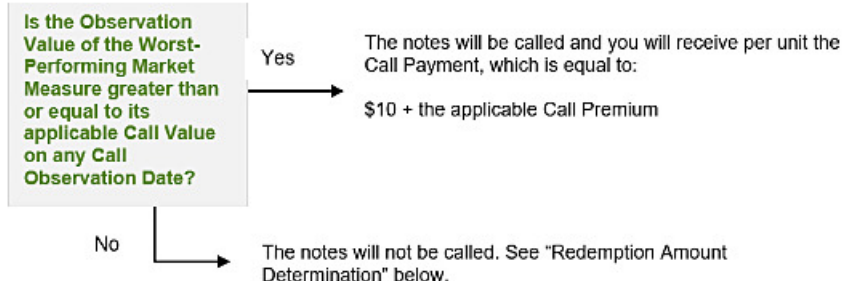 Is the Observation
Value of the Worst-
Performing Market
Measure greater than
or equal to its
applicable Call Value
on any Call
Observation Date?
Yes
The notes will be called and you will receive per unit the
Call Payment, which is equal to:
$10 + the applicable Call Premium
No
The notes will not be called. See "Redemption Amount
Determination" below.